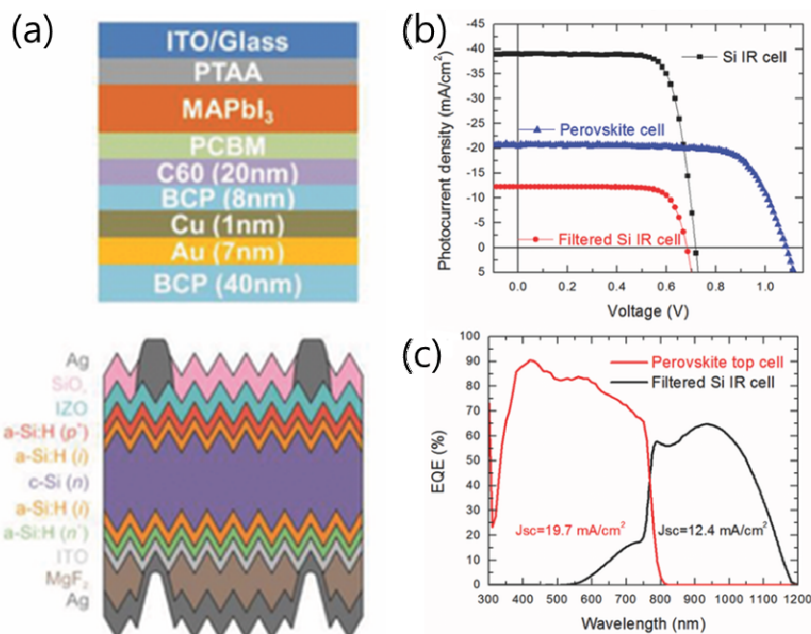 (a)
ITO/Glass
PTAA
MAPbI₃
PCBM
C60 (20nm)
BCP (8nm)
Cu (1nm)
Au (7nm)
BCP (40nm)
Ag
SiOₓ
IZO
a-Si:H (p⁺)
a-Si:H (i)
c-Si (n)
a-Si:H (i)
a-Si:H (n⁺)
ITO
MgF₂
Ag
(b)
Photocurrent density (mA/cm²)
-45
-40
-35
-30
-25
-20
-15
-10
-5
0
5
Si IR cell
Perovskite cell
Filtered Si IR cell
0.0 0.2 0.4 0.6 0.8 1.0
Voltage (V)
(c)
EQE (%)
100
90
80
70
60
50
40
30
20
10
0
Perovskite top cell
Filtered Si IR cell
Jsc=19.7 mA/cm² Jsc=12.4 mA/cm²
300 400 500 600 700 800 900 1000 1100 1200
Wavelength (nm)